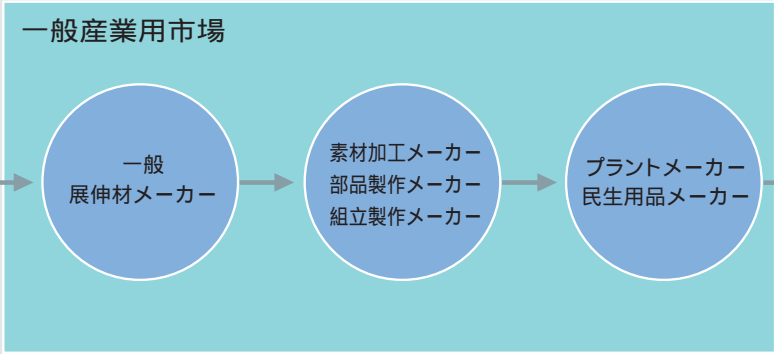 一般産業用市場
一般
展伸材メーカー
素材加工メーカー
部品製作メーカー
組立製作メーカー
プラントメーカー
民生用品メーカー